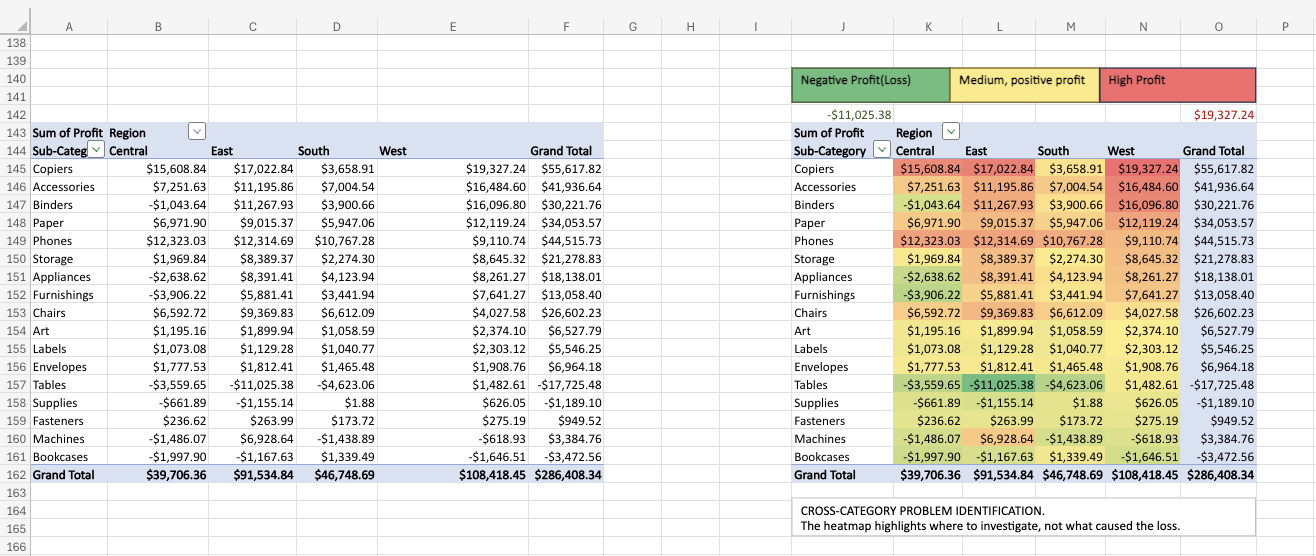 A B C D E F G H I J K L M N O P
138
139
140 Negative Profit(Loss) Medium, positive profit High Profit
141
142 -$11,025.38 $19,327.24
143 Sum of Profit Region Sum of Profit Region
144 Sub-Categ Central East South West Grand Total Sub-Category Central East South West Grand Total
145 Copiers $15,608.84 $17,022.84 $3,658.91 $19,327.24 $55,617.82 Copiers $15,608.84 $17,022.84 $3,658.91 $19,327.24 $55,617.82
146 Accessories $7,251.63 $11,195.86 $7,004.54 $16,484.60 $41,936.64 Accessories $7,251.63 $11,195.86 $7,004.54 $16,484.60 $41,936.64
147 Binders -$1,043.64 $11,267.93 $3,900.66 $16,096.80 $30,221.76 Binders -$1,043.64 $11,267.93 $3,900.66 $16,096.80 $30,221.76
148 Paper $6,971.90 $9,015.37 $5,947.06 $12,119.24 $34,053.57 Paper $6,971.90 $9,015.37 $5,947.06 $12,119.24 $34,053.57
149 Phones $12,323.03 $12,314.69 $10,767.28 $9,110.74 $44,515.73 Phones $12,323.03 $12,314.69 $10,767.28 $9,110.74 $44,515.73
150 Storage $1,969.84 $8,389.37 $2,274.30 $8,645.32 $21,278.83 Storage $1,969.84 $8,389.37 $2,274.30 $8,645.32 $21,278.83
151 Appliances -$2,638.62 $8,391.41 $4,123.94 $8,261.27 $18,138.01 Appliances -$2,638.62 $8,391.41 $4,123.94 $8,261.27 $18,138.01
152 Furnishings -$3,906.22 $5,881.41 $3,441.94 $7,641.27 $13,058.40 Furnishings -$3,906.22 $5,881.41 $3,441.94 $7,641.27 $13,058.40
153 Chairs $6,592.72 $9,369.83 $6,612.09 $4,027.58 $26,602.23 Chairs $6,592.72 $9,369.83 $6,612.09 $4,027.58 $26,602.23
154 Art $1,195.16 $1,899.94 $1,058.59 $2,374.10 $6,527.79 Art $1,195.16 $1,899.94 $1,058.59 $2,374.10 $6,527.79
155 Labels $1,073.08 $1,129.28 $1,040.77 $2,303.12 $5,546.25 Labels $1,073.08 $1,129.28 $1,040.77 $2,303.12 $5,546.25
156 Envelopes $1,777.53 $1,812.41 $1,465.48 $1,908.76 $6,964.18 Envelopes $1,777.53 $1,812.41 $1,465.48 $1,908.76 $6,964.18
157 Tables -$3,559.65 -$11,025.38 -$4,623.06 $1,482.61 -$17,725.48 Tables -$3,559.65 -$11,025.38 -$4,623.06 $1,482.61 -$17,725.48
158 Supplies -$661.89 -$1,155.14 $1.88 $626.05 -$1,189.10 Supplies -$661.89 -$1,155.14 $1.88 $626.05 -$1,189.10
159 Fasteners $236.62 $263.99 $173.72 $275.19 $949.52 Fasteners $236.62 $263.99 $173.72 $275.19 $949.52
160 Machines -$1,486.07 $6,928.64 -$1,438.89 -$618.93 $3,384.76 Machines -$1,486.07 $6,928.64 -$1,438.89 -$618.93 $3,384.76
161 Bookcases -$1,997.90 -$1,167.63 $1,339.49 -$1,646.51 -$3,472.56 Bookcases -$1,997.90 -$1,167.63 $1,339.49 -$1,646.51 -$3,472.56
162 Grand Total $39,706.36 $91,534.84 $46,748.69 $108,418.45 $286,408.34 Grand Total $39,706.36 $91,534.84 $46,748.69 $108,418.45 $286,408.34
163
164 CROSS-CATEGORY PROBLEM IDENTIFICATION.
165 The heatmap highlights where to investigate, not what caused the loss.
166